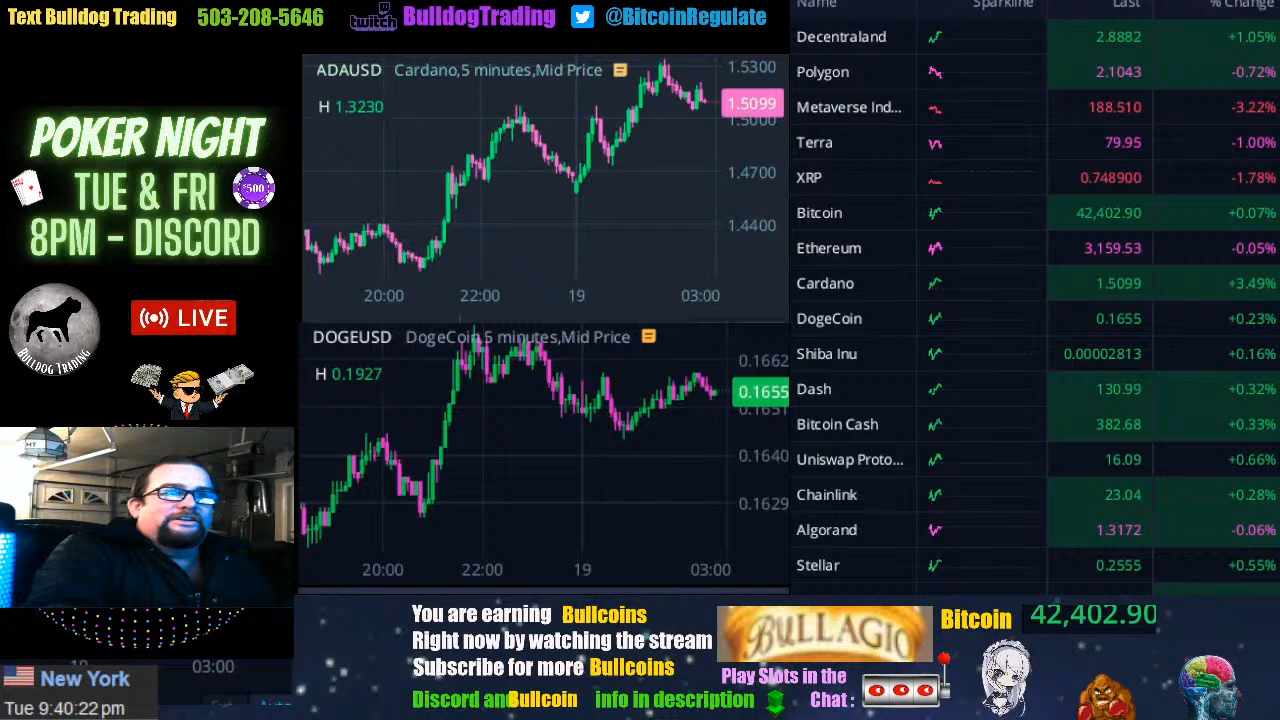 Text Bulldog Trading 503-208-5646 twitch BulldogTrading @BitcoinRegulate
POKER NIGHT
TUE & FRI
$500
8PM - DISCORD
BULLDOG TRADING
LIVE
ADAUSD Cardano,5 minutes,Mid Price
H 1.3230
1.5300
1.5099
1.5000
1.4700
1.4400
20:00 22:00 19 03:00
DOGEUSD DogeCoin,5 minutes,Mid Price
H 0.1927
0.1662
0.1655
0.1651
0.1640
0.1629
20:00 22:00 19 03:00
Name Sparkline Last % Change
Decentraland 2.8882 +1.05%
Polygon 2.1043 -0.72%
Metaverse Ind... 188.510 -3.22%
Terra 79.95 -1.00%
XRP 0.748900 -1.78%
Bitcoin 42,402.90 +0.07%
Ethereum 3,159.53 -0.05%
Cardano 1.5099 +3.49%
DogeCoin 0.1655 +0.23%
Shiba Inu 0.00002813 +0.16%
Dash 130.99 +0.32%
Bitcoin Cash 382.68 +0.33%
Uniswap Proto... 16.09 +0.66%
Chainlink 23.04 +0.28%
Algorand 1.3172 -0.06%
Stellar 0.2555 +0.55%
You are earning Bullcoins
Right now by watching the stream
Subscribe for more Bullcoins
Discord and Bullcoin info in description
BULLAGIO
Play Slots in the
Chat :
Bitcoin 42,402.90
03:00
New York
Tue 9:40:22 pm